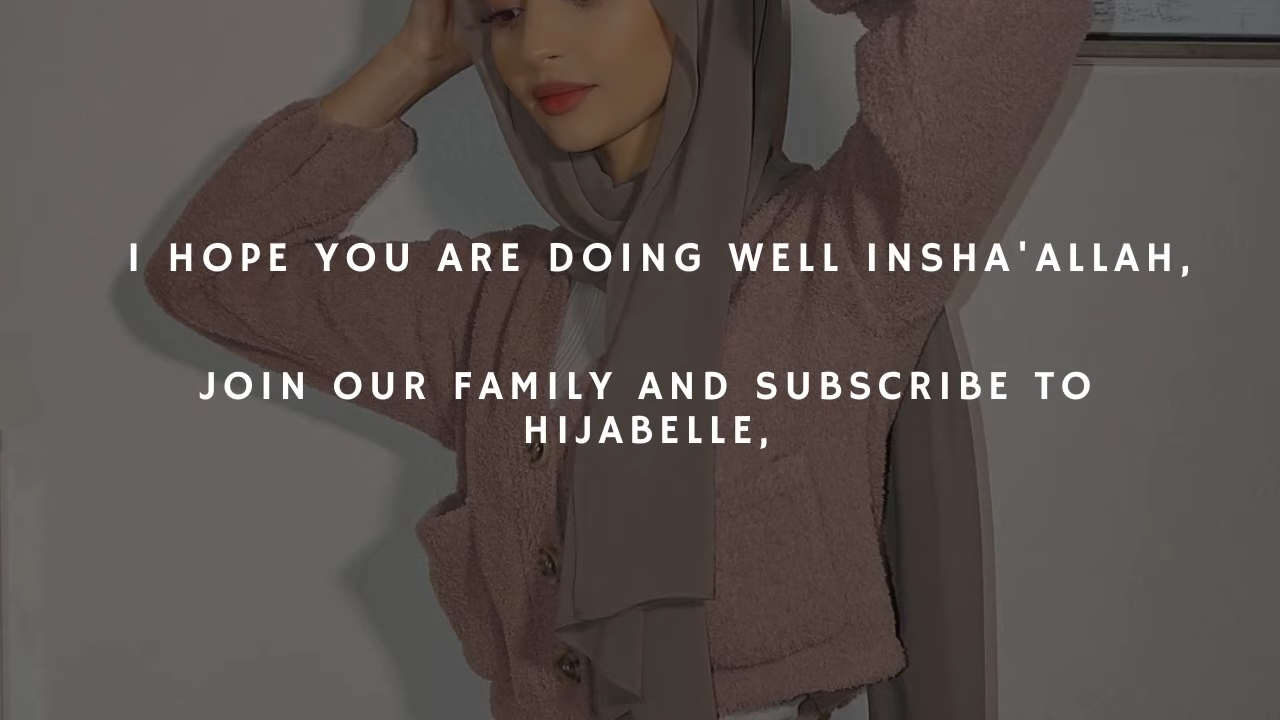 I HOPE YOU ARE DOING WELL INSHA'ALLAH,
JOIN OUR FAMILY AND SUBSCRIBE TO
HIJABELLE,